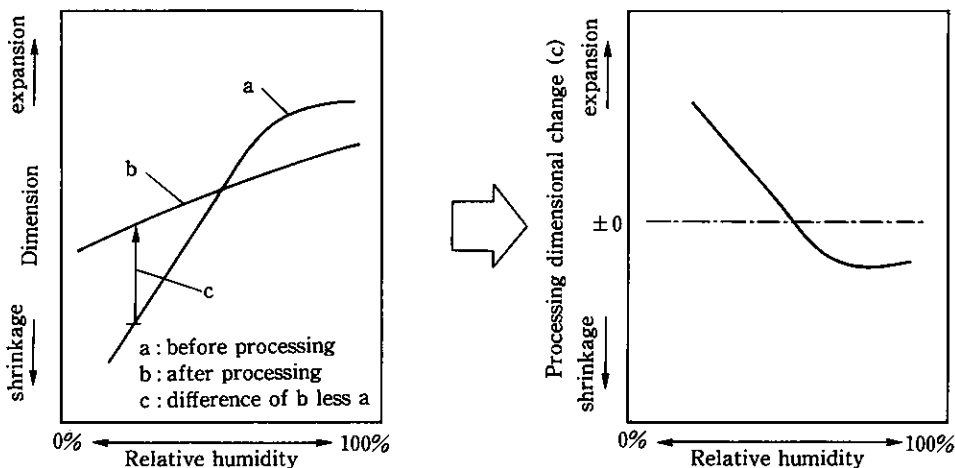 expansion
Dimension
shrinkage
a
b
c
a : before processing
b : after processing
c : difference of b less a
0%
100%
Relative humidity
Processing dimensional change (c)
expansion
± 0
shrinkage
0%
100%
Relative humidity